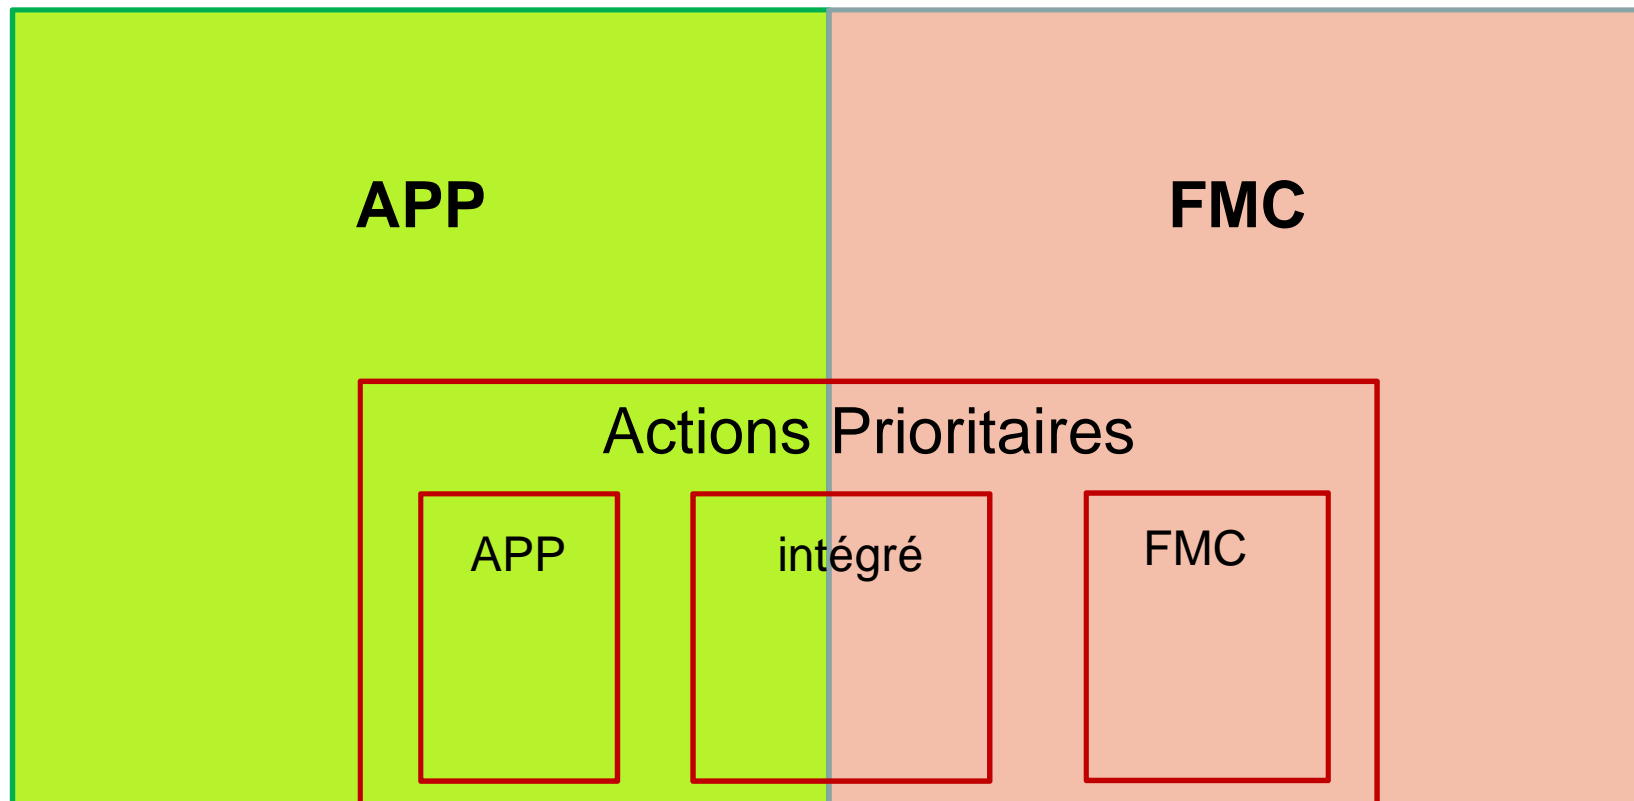 APP
FMC
Actions Prioritaires
APP
intégré
FMC